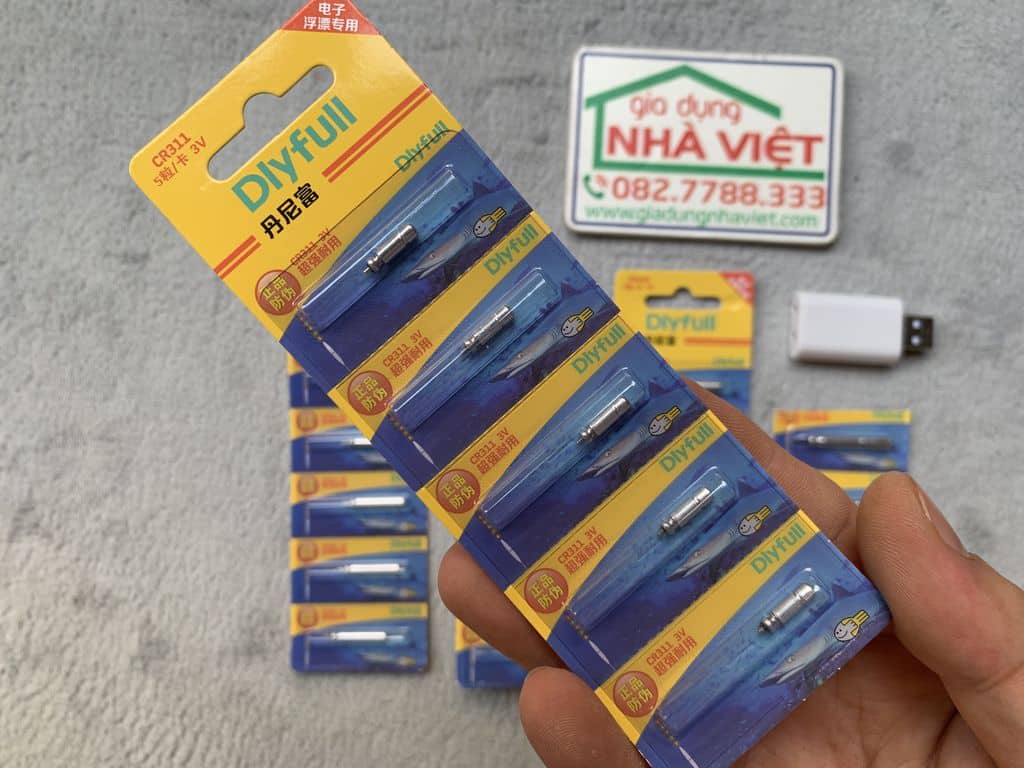 电子
浮漂专用
CR311
5粒/卡 3V
Dlyfull
丹尼富
Dlyfull
CR311 3V
超强耐用
正品
防伪
Dlyfull
CR311 3V
超强耐用
正品
防伪
Dlyfull
CR311 3V
超强耐用
正品
防伪
Dlyfull
CR311 3V
超强耐用
正品
防伪
Dlyfull
CR311 3V
超强耐用
正品
防伪
gia dụng
NHÀ VIỆT
082.7788.333
www.giadungnhaviet.com
Dlyfull